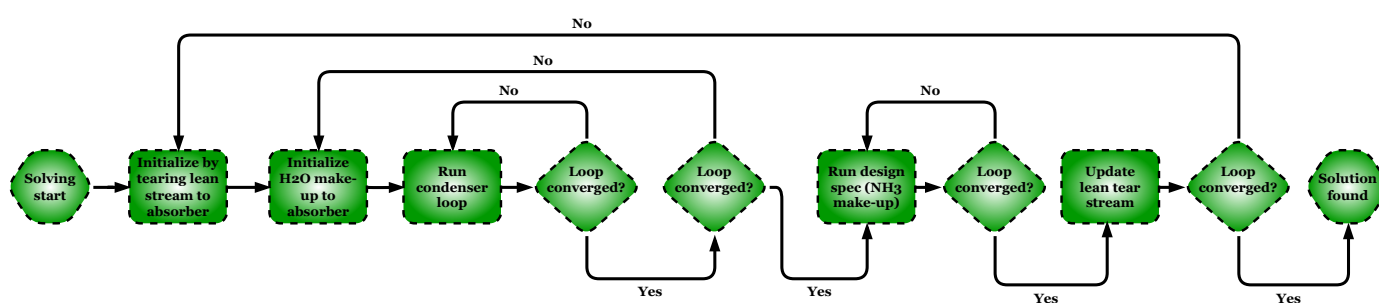 No
No
No
No
Solving
start
Initialize by
tearing lean
stream to
absorber
Initialize
H2O make-
up to
absorber
Run
condenser
loop
Loop
converged?
Loop
converged?
Run design
spec (NH3
make-up)
Loop
converged?
Update
lean tear
stream
Loop
converged?
Solution
found
Yes
Yes
Yes
Yes